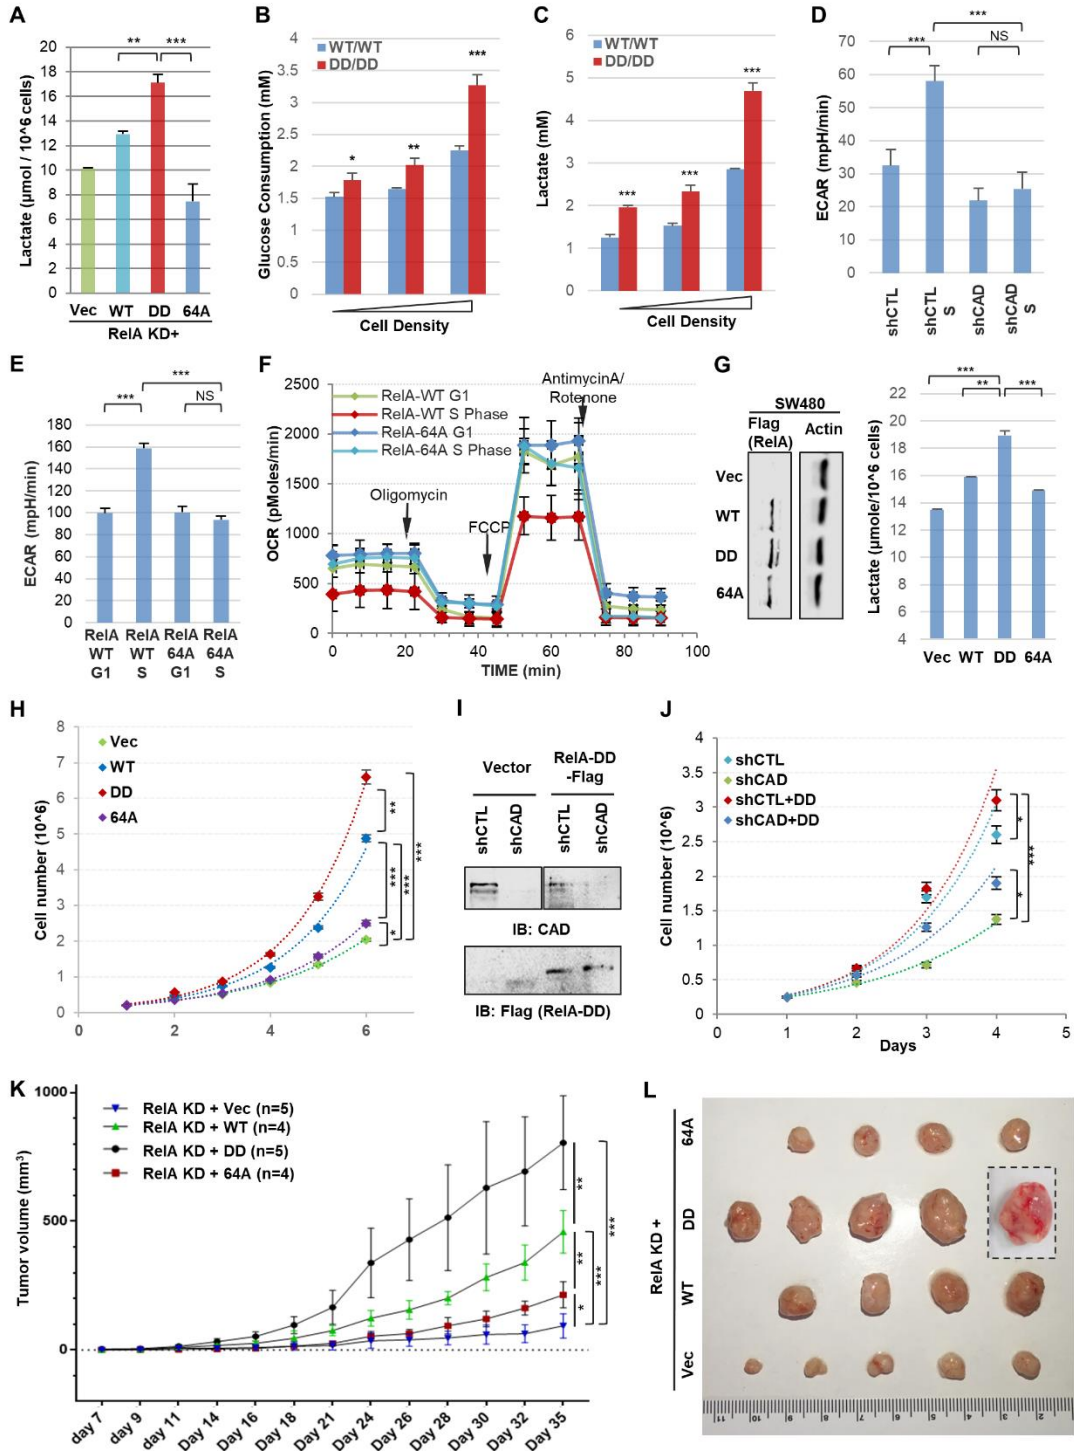 A
Lactate (µmol / 10^6 cells)
20
18
16
14
12
10
8
6
4
2
0
** ***
Vec WT DD 64A
RelA KD+
B
Glucose Consumption (mM)
4
3.5
3
2.5
2
1.5
1
0.5
0
WT/WT
DD/DD
* ** ***
Cell Density
C
Lactate (mM)
6
5
4
3
2
1
0
WT/WT
DD/DD
*** *** ***
Cell Density
D
ECAR (mpH/min)
70
60
50
40
30
20
10
0
***
*** NS
shCTL
shCTL S
shCAD
shCAD S
E
ECAR (mpH/min)
180
160
140
120
100
80
60
40
20
0
***
*** NS
RelA RelA RelA RelA
WT WT 64A 64A
G1 S G1 S
F
OCR (pMoles/min)
2500
2000
1500
1000
500
0
RelA-WT G1
RelA-WT S Phase
RelA-64A G1
RelA-64A S Phase
Oligomycin
FCCP
AntimycinA/
Rotenone
0 20 40 60 80 100
TIME (min)
G
SW480
Flag
(RelA)
Actin
Vec
WT
DD
64A
Lactate (µmole/10^6 cells)
22
20
18
16
14
12
10
8
6
4
***
** ***
Vec WT DD 64A
H
Cell number (10^6)
8
7
6
5
4
3
2
1
0
Vec
WT
DD
64A
**
***
***
***
*
0 2 4 6
I
Vector
RelA-DD
-Flag
shCTL
shCAD
shCTL
shCAD
IB: CAD
IB: Flag (RelA-DD)
J
Cell number (10^6)
4
3.5
3
2.5
2
1.5
1
0.5
0
shCTL
shCAD
shCTL+DD
shCAD+DD
*
***
*
0 1 2 3 4 5
Days
K
Tumor volume (mm³)
1000
500
0
RelA KD + Vec (n=5)
RelA KD + WT (n=4)
RelA KD + DD (n=5)
RelA KD + 64A (n=4)
**
***
**
***
*
day 7
day 9
day 11
Day 14
Day 16
Day 18
Day 21
Day 24
Day 26
Day 28
Day 30
Day 32
Day 35
L
RelA KD +
64A
DD
WT
Vec
11 10 9 8 7 6 5 4 3 2